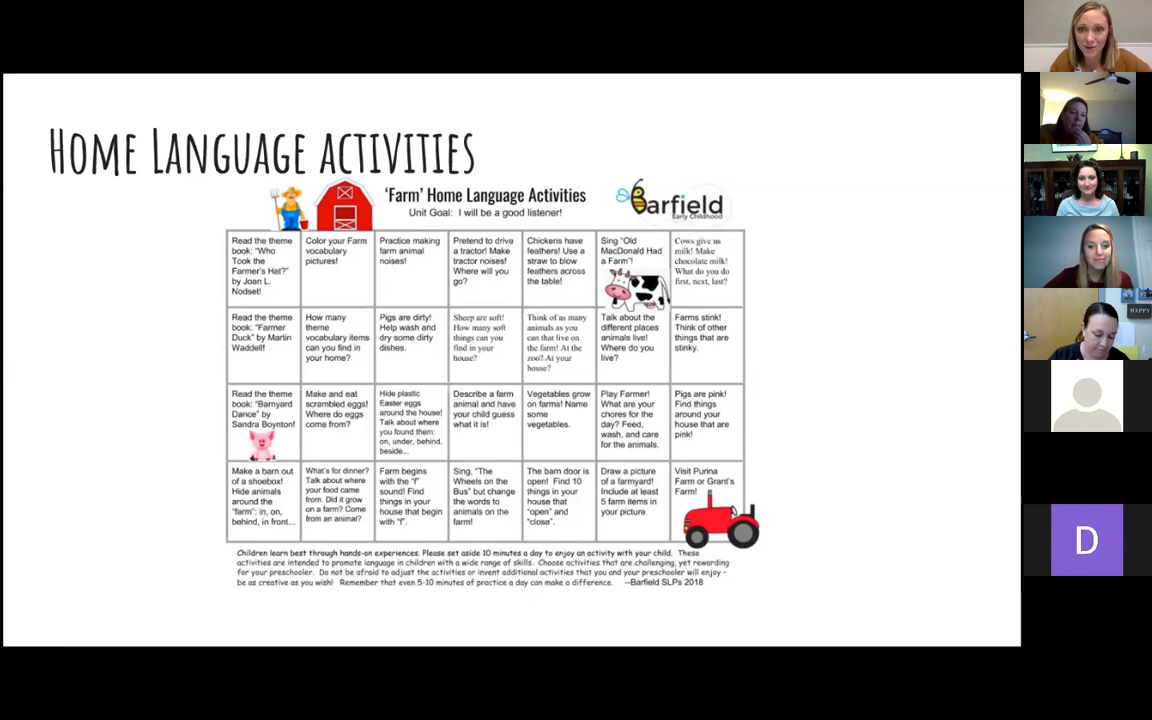 Home Language activities
'Farm' Home Language Activities
Unit Goal: I will be a good listener!
Barfield
Early Childhood
Read the theme
book: "Who
Took the
Farmer's Hat?"
by Joan L.
Nodset!
Color your Farm
vocabulary
pictures!
Practice making
farm animal
noises!
Pretend to drive
a tractor! Make
tractor noises!
Where will you
go?
Chickens have
feathers! Use a
straw to blow
feathers across
the table!
Sing "Old
MacDonald Had
a Farm"!
Cows give us
milk! Make
chocolate milk!
What do you do
first, next, last?
Read the theme
book: "Farmer
Duck" by Martin
Waddell!
How many
theme
vocabulary items
can you find in
your home?
Pigs are dirty!
Help wash and
dry some dirty
dishes.
Sheep are soft!
How many soft
things can you
find in your
house?
Think of as many
animals as you
can that live on
the farm! At the
zoo? At your
house?
Talk about the
different places
animals live!
Where do you
live?
Farms stink!
Think of other
things that are
stinky.
Read the theme
book: "Barnyard
Dance" by
Sandra Boynton!
Make and eat
scrambled eggs!
Where do eggs
come from?
Hide plastic
Easter eggs
around the house!
Talk about where
you found them:
on, under, behind,
beside...
Describe a farm
animal and have
your child guess
what it is!
Vegetables grow
on farms! Name
some
vegetables.
Play Farmer!
What are your
chores for the
day? Feed,
wash, and care
for the animals.
Pigs are pink!
Find things
around your
house that are
pink!
Make a barn out
of a shoebox!
Hide animals
around the
"farm": in, on,
behind, in front...
What's for dinner?
Talk about where
your food came
from. Did it grow
on a farm? Come
from an animal?
Farm begins
with the "f"
sound! Find
things in your
house that begin
with "f".
Sing, "The
Wheels on the
Bus" but change
the words to
animals on the
farm!
The barn door is
open! Find 10
things in your
house that
"open" and
"close".
Draw a picture
of a farmyard!
Include at least
5 farm items in
your picture.
Visit Purina
Farm or Grant's
Farm!
Children learn best through hands-on experiences. Please set aside 10 minutes a day to enjoy an activity with your child. These
activities are intended to promote language in children with a wide range of skills. Choose activities that are challenging, yet rewarding
for your preschooler. Do not be afraid to adjust the activities or invent additional activities that you and your preschooler will enjoy –
be as creative as you wish! Remember that even 5-10 minutes of practice a day can make a difference. --Barfield SLPs 2018
HAPPY
D